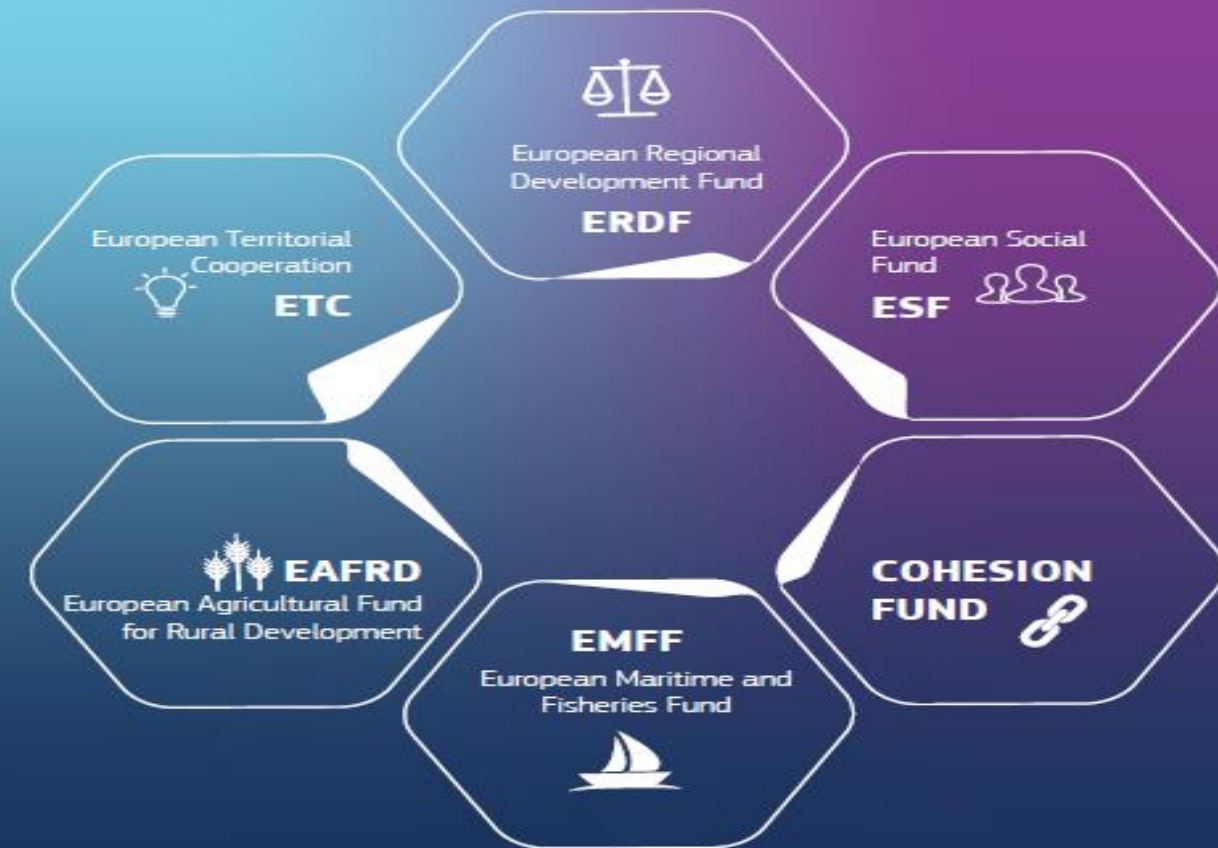 European Regional
Development Fund
ERDF
European Territorial
Cooperation
ETC
European Social
Fund
ESF
EAFRD
European Agricultural Fund
for Rural Development
COHESION
FUND
EMFF
European Maritime and
Fisheries Fund